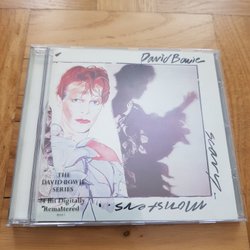 David Bowie
scary
monsters
THE
DAVID BOWIE
SERIES
24 Bit Digitally
Remastered